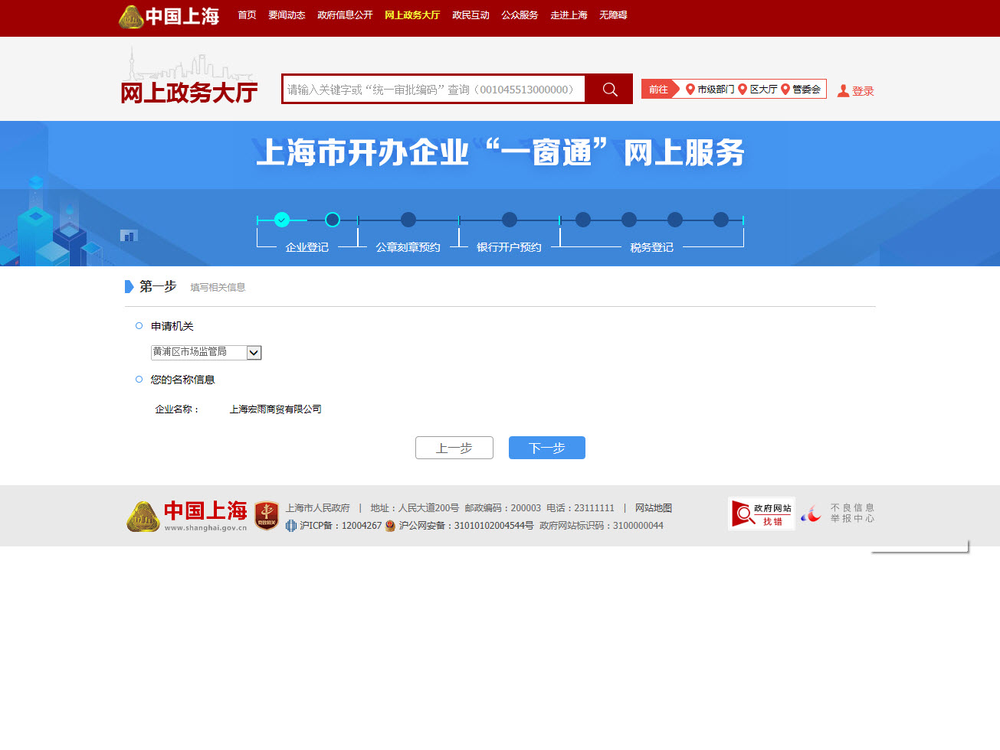 中国上海 首页 要闻动态 政府信息公开 网上政务大厅 政民互动 公众服务 走进上海 无障碍
网上政务大厅 请输入关键字或“统一审批编码”查询（001045513000000） 前往 市级部门 区大厅 管委会 登录
上海市开办企业“一窗通”网上服务
企业登记 公章刻章预约 银行开户预约 税务登记
第一步 填写相关信息
申请机关
黄浦区市场监管局
您的名称信息
企业名称： 上海宏雨商贸有限公司
上一步 下一步
中国上海
www.shanghai.gov.cn
党政机关
上海市人民政府 | 地址：人民大道200号 邮政编码：200003 电话：23111111 | 网站地图
沪ICP备：12004267 沪公网安备：31010102004544号 政府网站标识码：3100000044
政府网站
找错
不良信息
举报中心